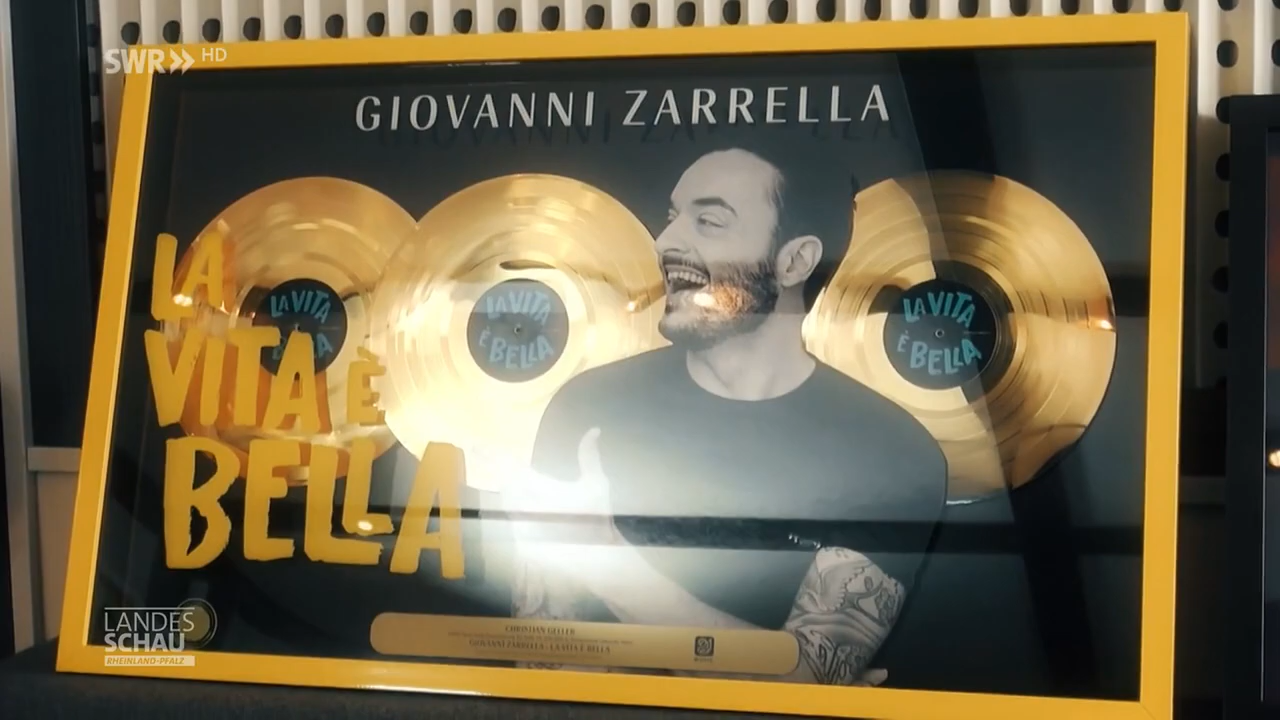 SWR HD
GIOVANNI ZARRELLA
LA
VITA È
BELLA
LA VITA
È BELLA
LA VITA
È BELLA
LA VITA
È BELLA
CHRISTIAN GELLER
GIOVANNI ZARRELLA - LA VITA È BELLA
LANDES
SCHAU
RHEINLAND-PFALZ